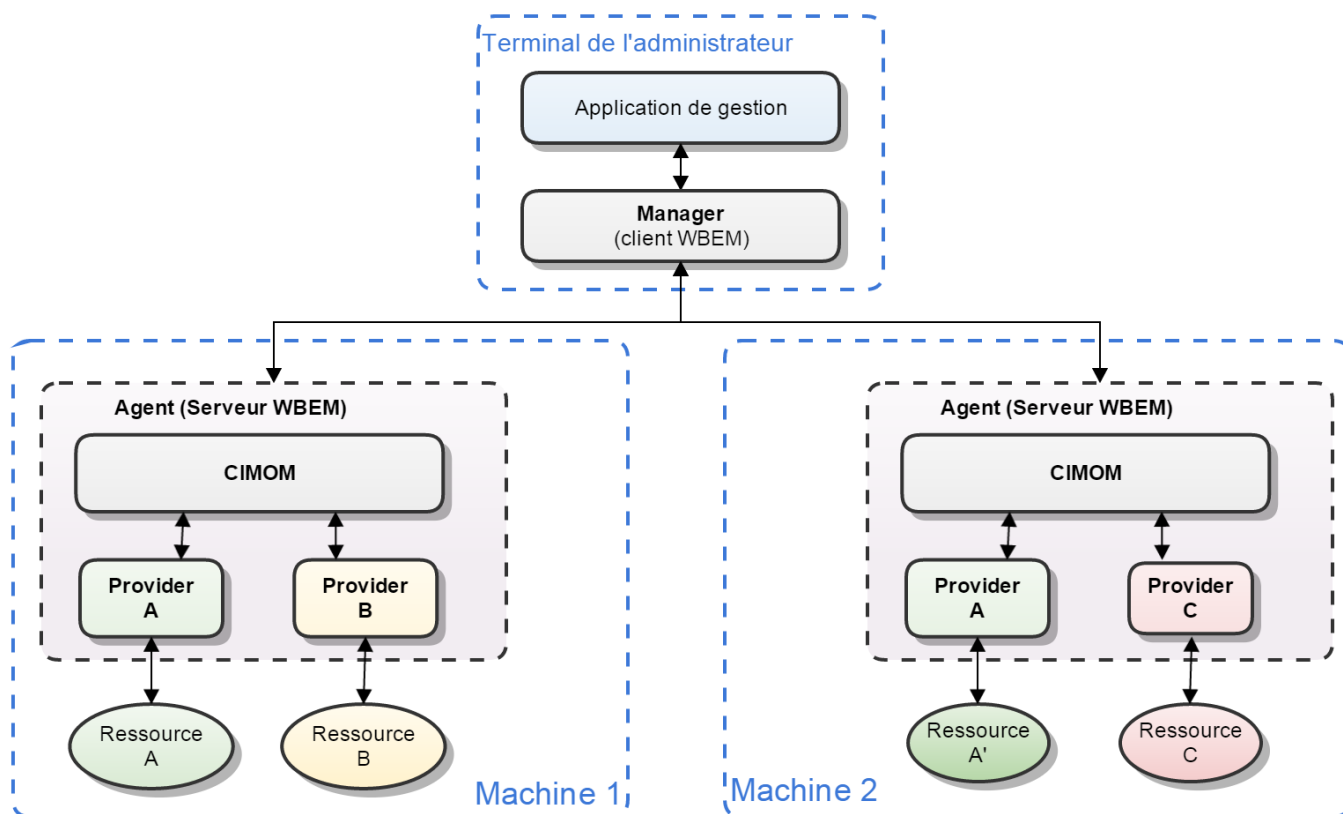 Terminal de l'administrateur
Application de gestion
Manager
(client WBEM)
Agent (Serveur WBEM)
CIMOM
Provider
A
Provider
B
Ressource
A
Ressource
B
Machine 1
Agent (Serveur WBEM)
CIMOM
Provider
A
Provider
C
Ressource
A'
Ressource
C
Machine 2